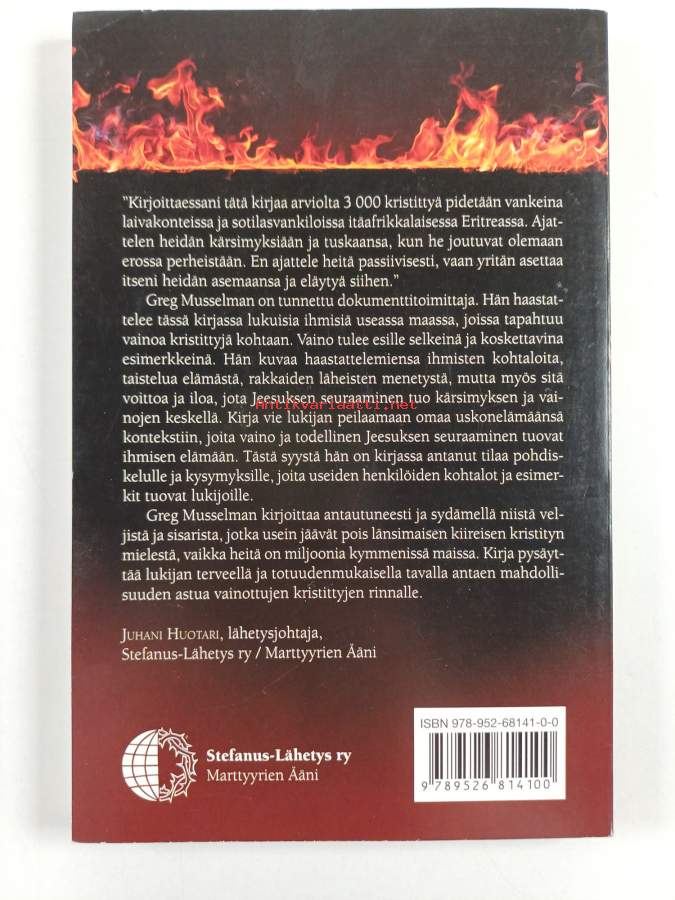 "Kirjoittaessani tätä kirjaa arviolta 3 000 kristittyä pidetään vankeina
laivakonteissa ja sotilasvankiloissa itäafrikkalaisessa Eritreassa. Ajat-
telen heidän kärsimyksiään ja tuskaansa, kun he joutuvat olemaan
erossa perheistään. En ajattele heitä passiivisesti, vaan yritän asettaa
itseni heidän asemaansa ja eläytyä siihen."
Greg Musselman on tunnettu dokumenttitoimittaja. Hän haastat-
telee tässä kirjassa lukuisia ihmisiä useassa maassa, joissa tapahtuu
vainoa kristittyjä kohtaan. Vaino tulee esille selkeinä ja koskettavina
esimerkkeinä. Hän kuvaa haastattelemiensa ihmisten kohtaloita,
taistelua elämästä, rakkaiden läheisten menetystä, mutta myös sitä
voittoa ja iloa, jota Jeesuksen seuraaminen tuo kärsimyksen ja vai-
Antikvariaatti.net
nojen keskellä. Kirja vie lukijan peilaamaan omaa uskonelämäänsä
kontekstiin, joita vaino ja todellinen Jeesuksen seuraaminen tuovat
ihmisen elämään. Tästä syystä hän on kirjassa antanut tilaa pohdis-
kelulle ja kysymyksille, joita useiden henkilöiden kohtalot ja esimer-
kit tuovat lukijoille.
Greg Musselman kirjoittaa antautuneesti ja sydämellä niistä vel-
jistä ja sisarista, jotka usein jäävät pois länsimaisen kiireisen kristityn
mielestä, vaikka heitä on miljoonia kymmenissä maissa. Kirja pysäyt-
tää lukijan terveellä ja totuudenmukaisella tavalla antaen mahdolli-
suuden astua vainottujen kristittyjen rinnalle.
JUHANI HUOTARI, lähetysjohtaja,
Stefanus-Lähetys ry / Marttyyrien Ääni
ISBN 978-952-68141-0-0
Stefanus-Lähetys ry
Marttyyrien Ääni
9 789526 814100